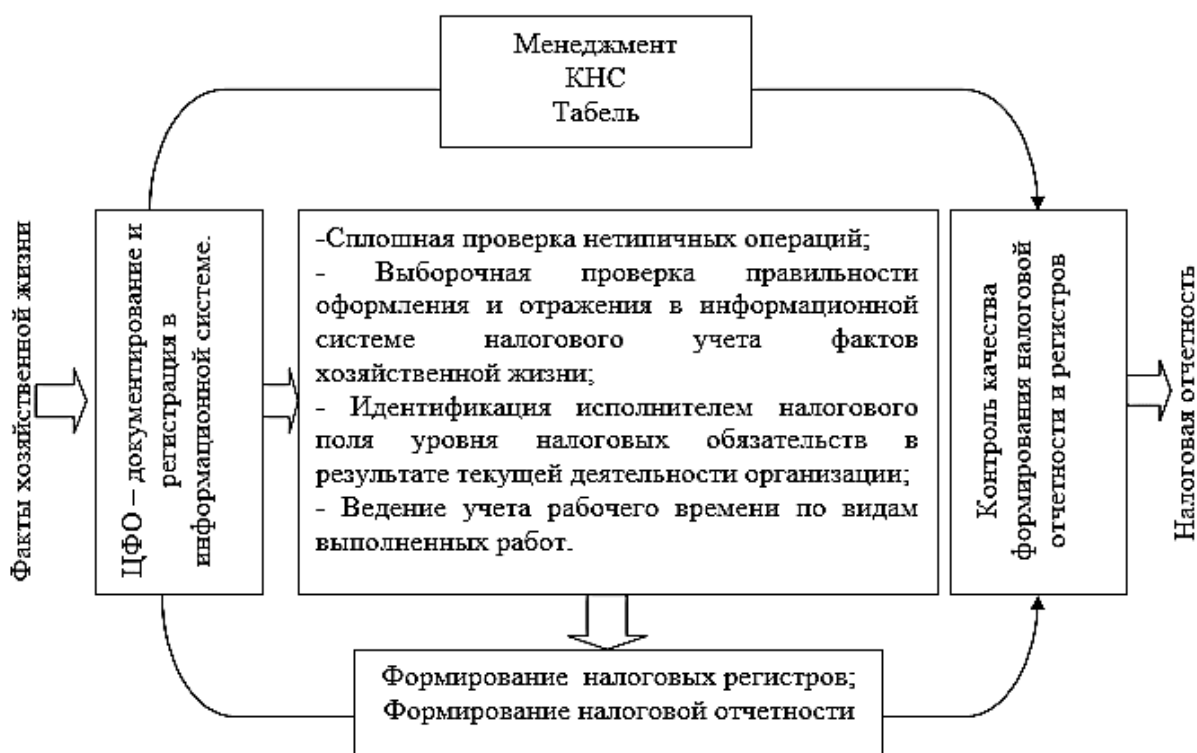 Менеджмент
КНС
Табель
Факты хозяйственной жизни
ЦФО – документирование и
регистрация в
информационной системе.
-Сплошная проверка нетипичных операций;
- Выборочная проверка правильности
оформления и отражения в информационной
системе налогового учета фактов
хозяйственной жизни;
- Идентификация исполнителем налогового
поля уровня налоговых обязательств в
результате текущей деятельности организации;
- Ведение учета рабочего времени по видам
выполненных работ.
Контроль качества
формирования налоговой
отчетности и регистров
Налоговая отчетность
Формирование налоговых регистров;
Формирование налоговой отчетности